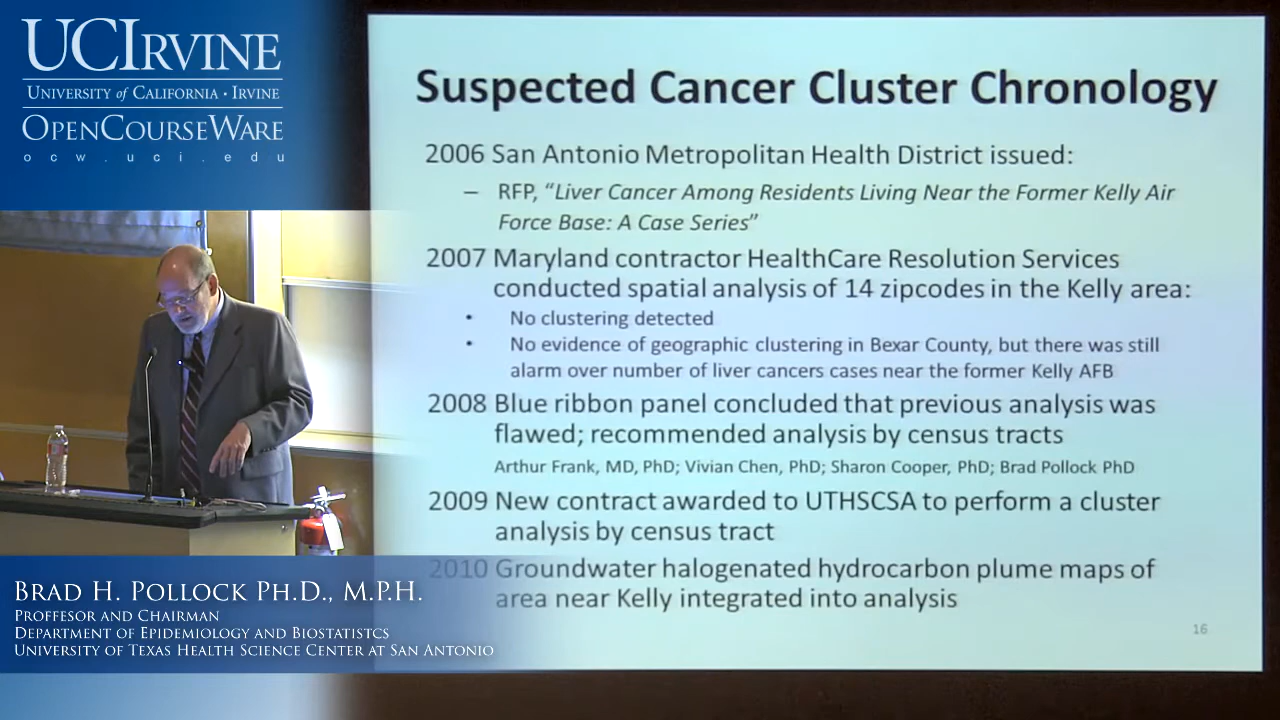 UCIRVINE
UNIVERSITY of CALIFORNIA · IRVINE
OPENCOURSEWARE
ocw.uci.edu
Suspected Cancer Cluster Chronology
2006 San Antonio Metropolitan Health District issued:
– RFP, “Liver Cancer Among Residents Living Near the Former Kelly Air
Force Base: A Case Series”
2007 Maryland contractor HealthCare Resolution Services
conducted spatial analysis of 14 zipcodes in the Kelly area:
• No clustering detected
• No evidence of geographic clustering in Bexar County, but there was still
alarm over number of liver cancers cases near the former Kelly AFB
2008 Blue ribbon panel concluded that previous analysis was
flawed; recommended analysis by census tracts
Arthur Frank, MD, PhD; Vivian Chen, PhD; Sharon Cooper, PhD; Brad Pollock PhD
2009 New contract awarded to UTHSCSA to perform a cluster
analysis by census tract
2010 Groundwater halogenated hydrocarbon plume maps of
area near Kelly integrated into analysis
16
BRAD H. POLLOCK PH.D., M.P.H.
PROFFESOR AND CHAIRMAN
DEPARTMENT OF EPIDEMIOLOGY AND BIOSTATISTCS
UNIVERSITY OF TEXAS HEALTH SCIENCE CENTER AT SAN ANTONIO